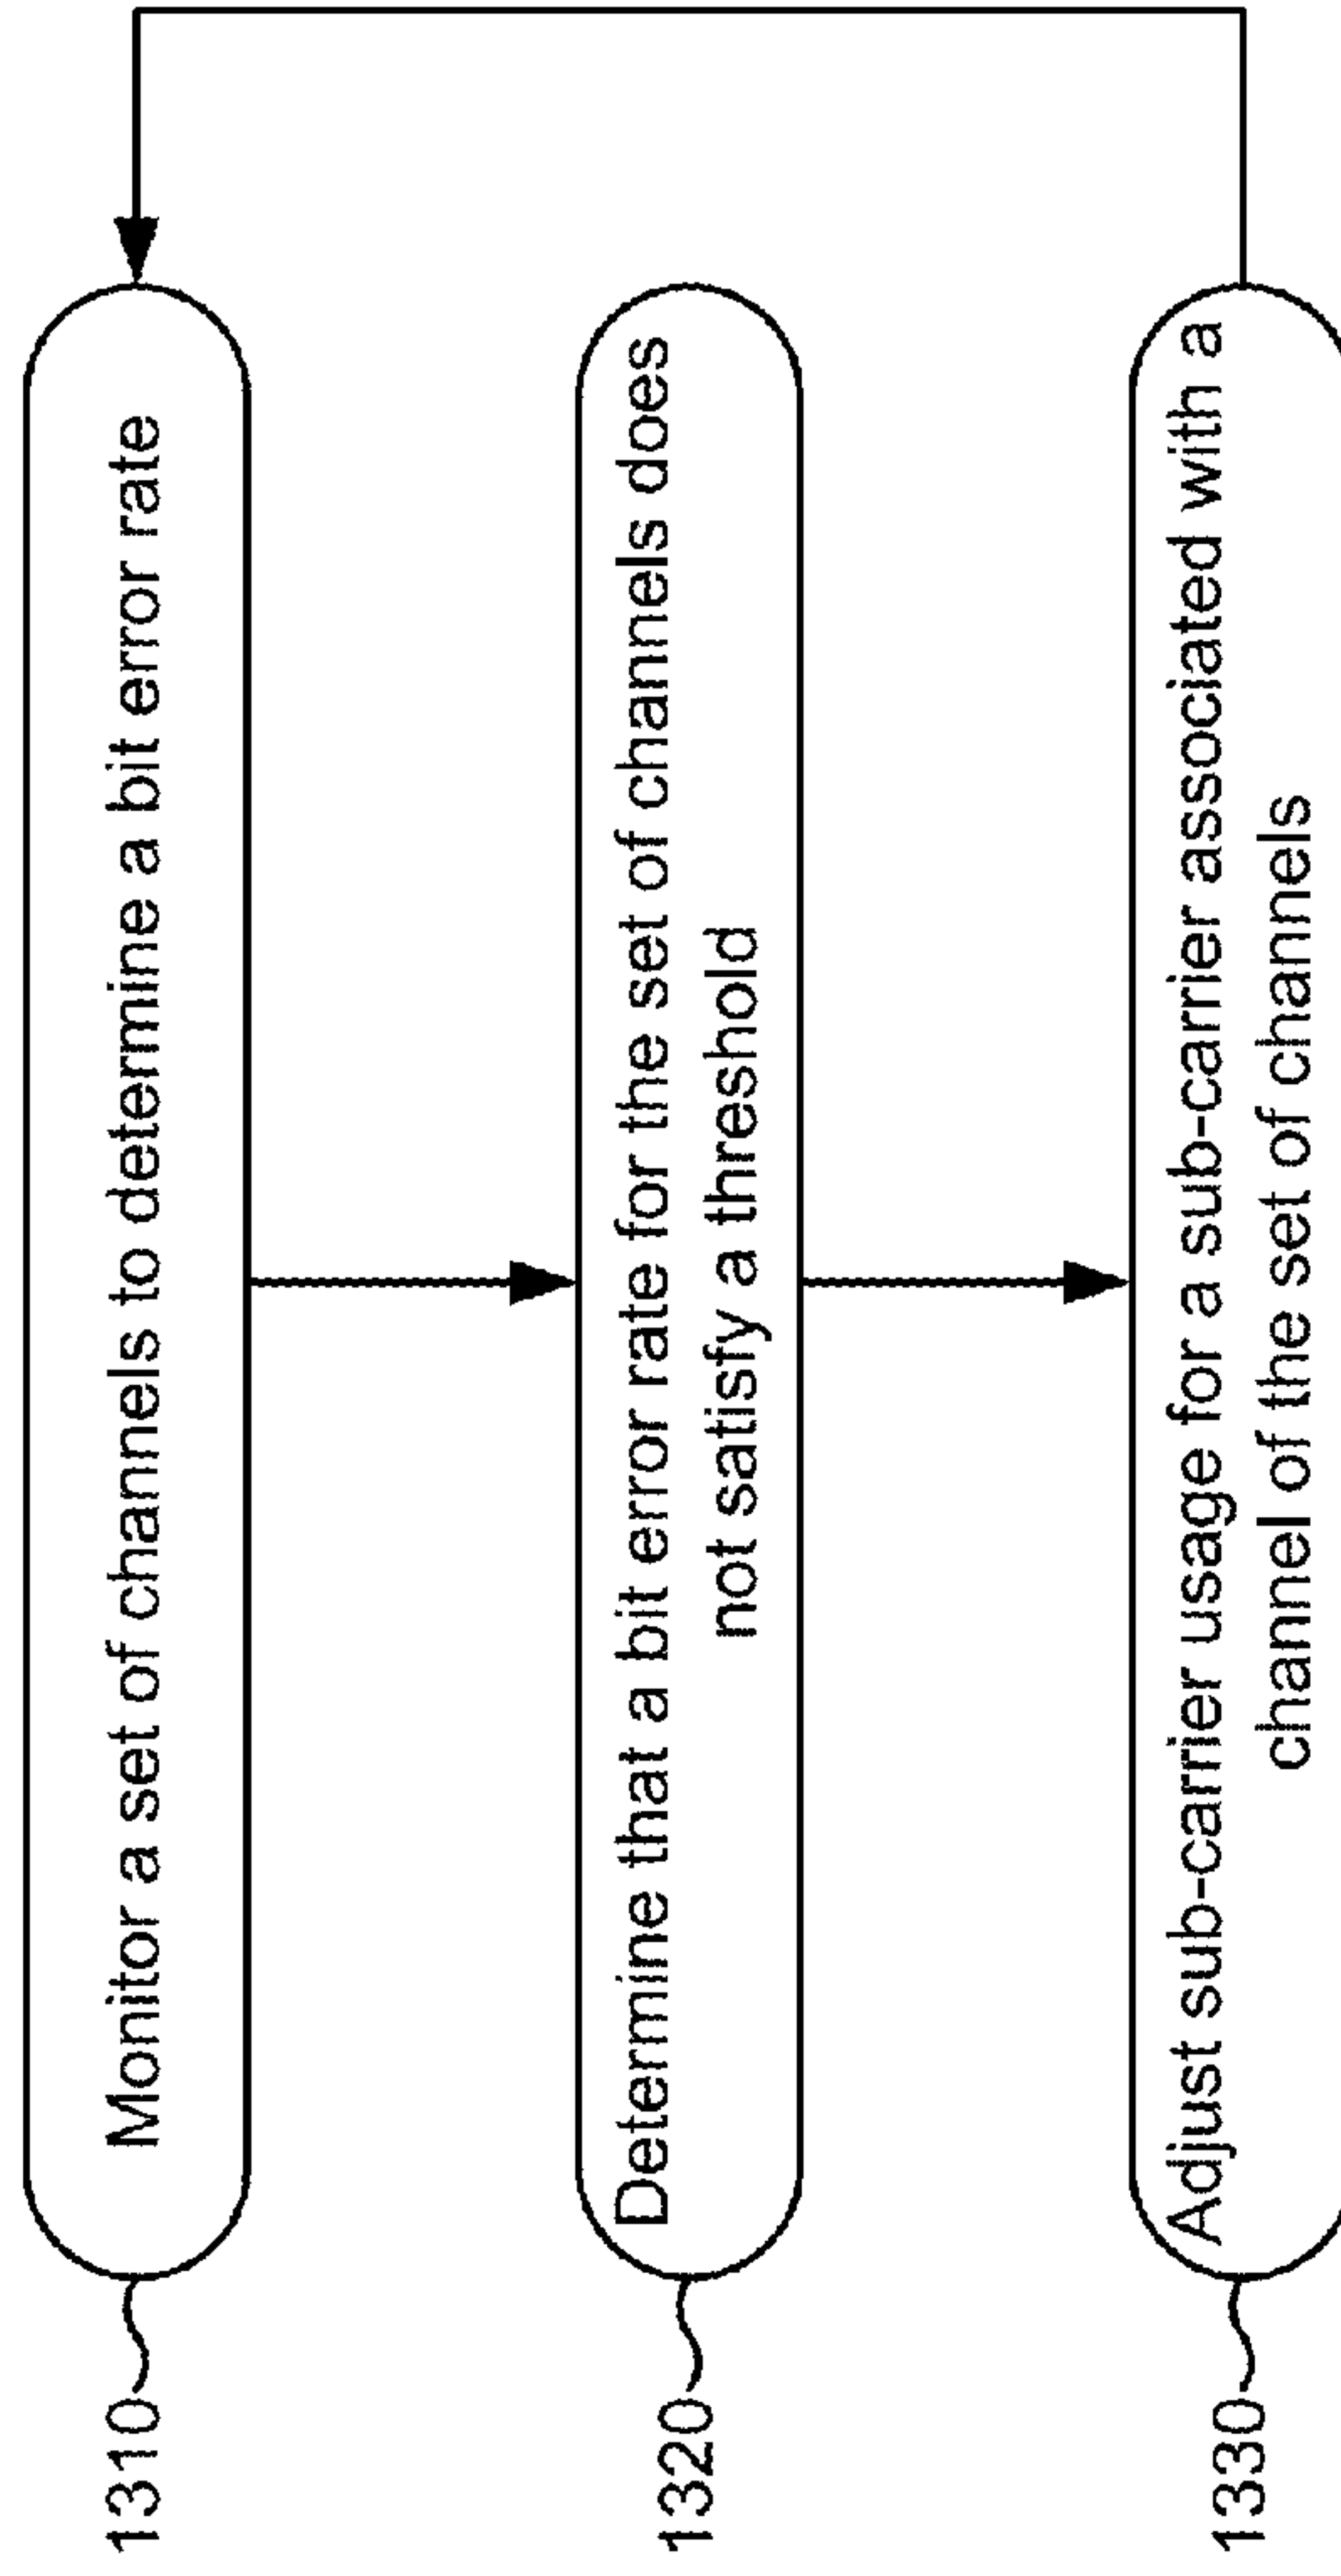 1310
Monitor a set of channels to determine a bit error rate
1320
Determine that a bit error rate for the set of channels does
not satisfy a threshold
1330
Adjust sub-carrier usage for a sub-carrier associated with a
channel of the set of channels